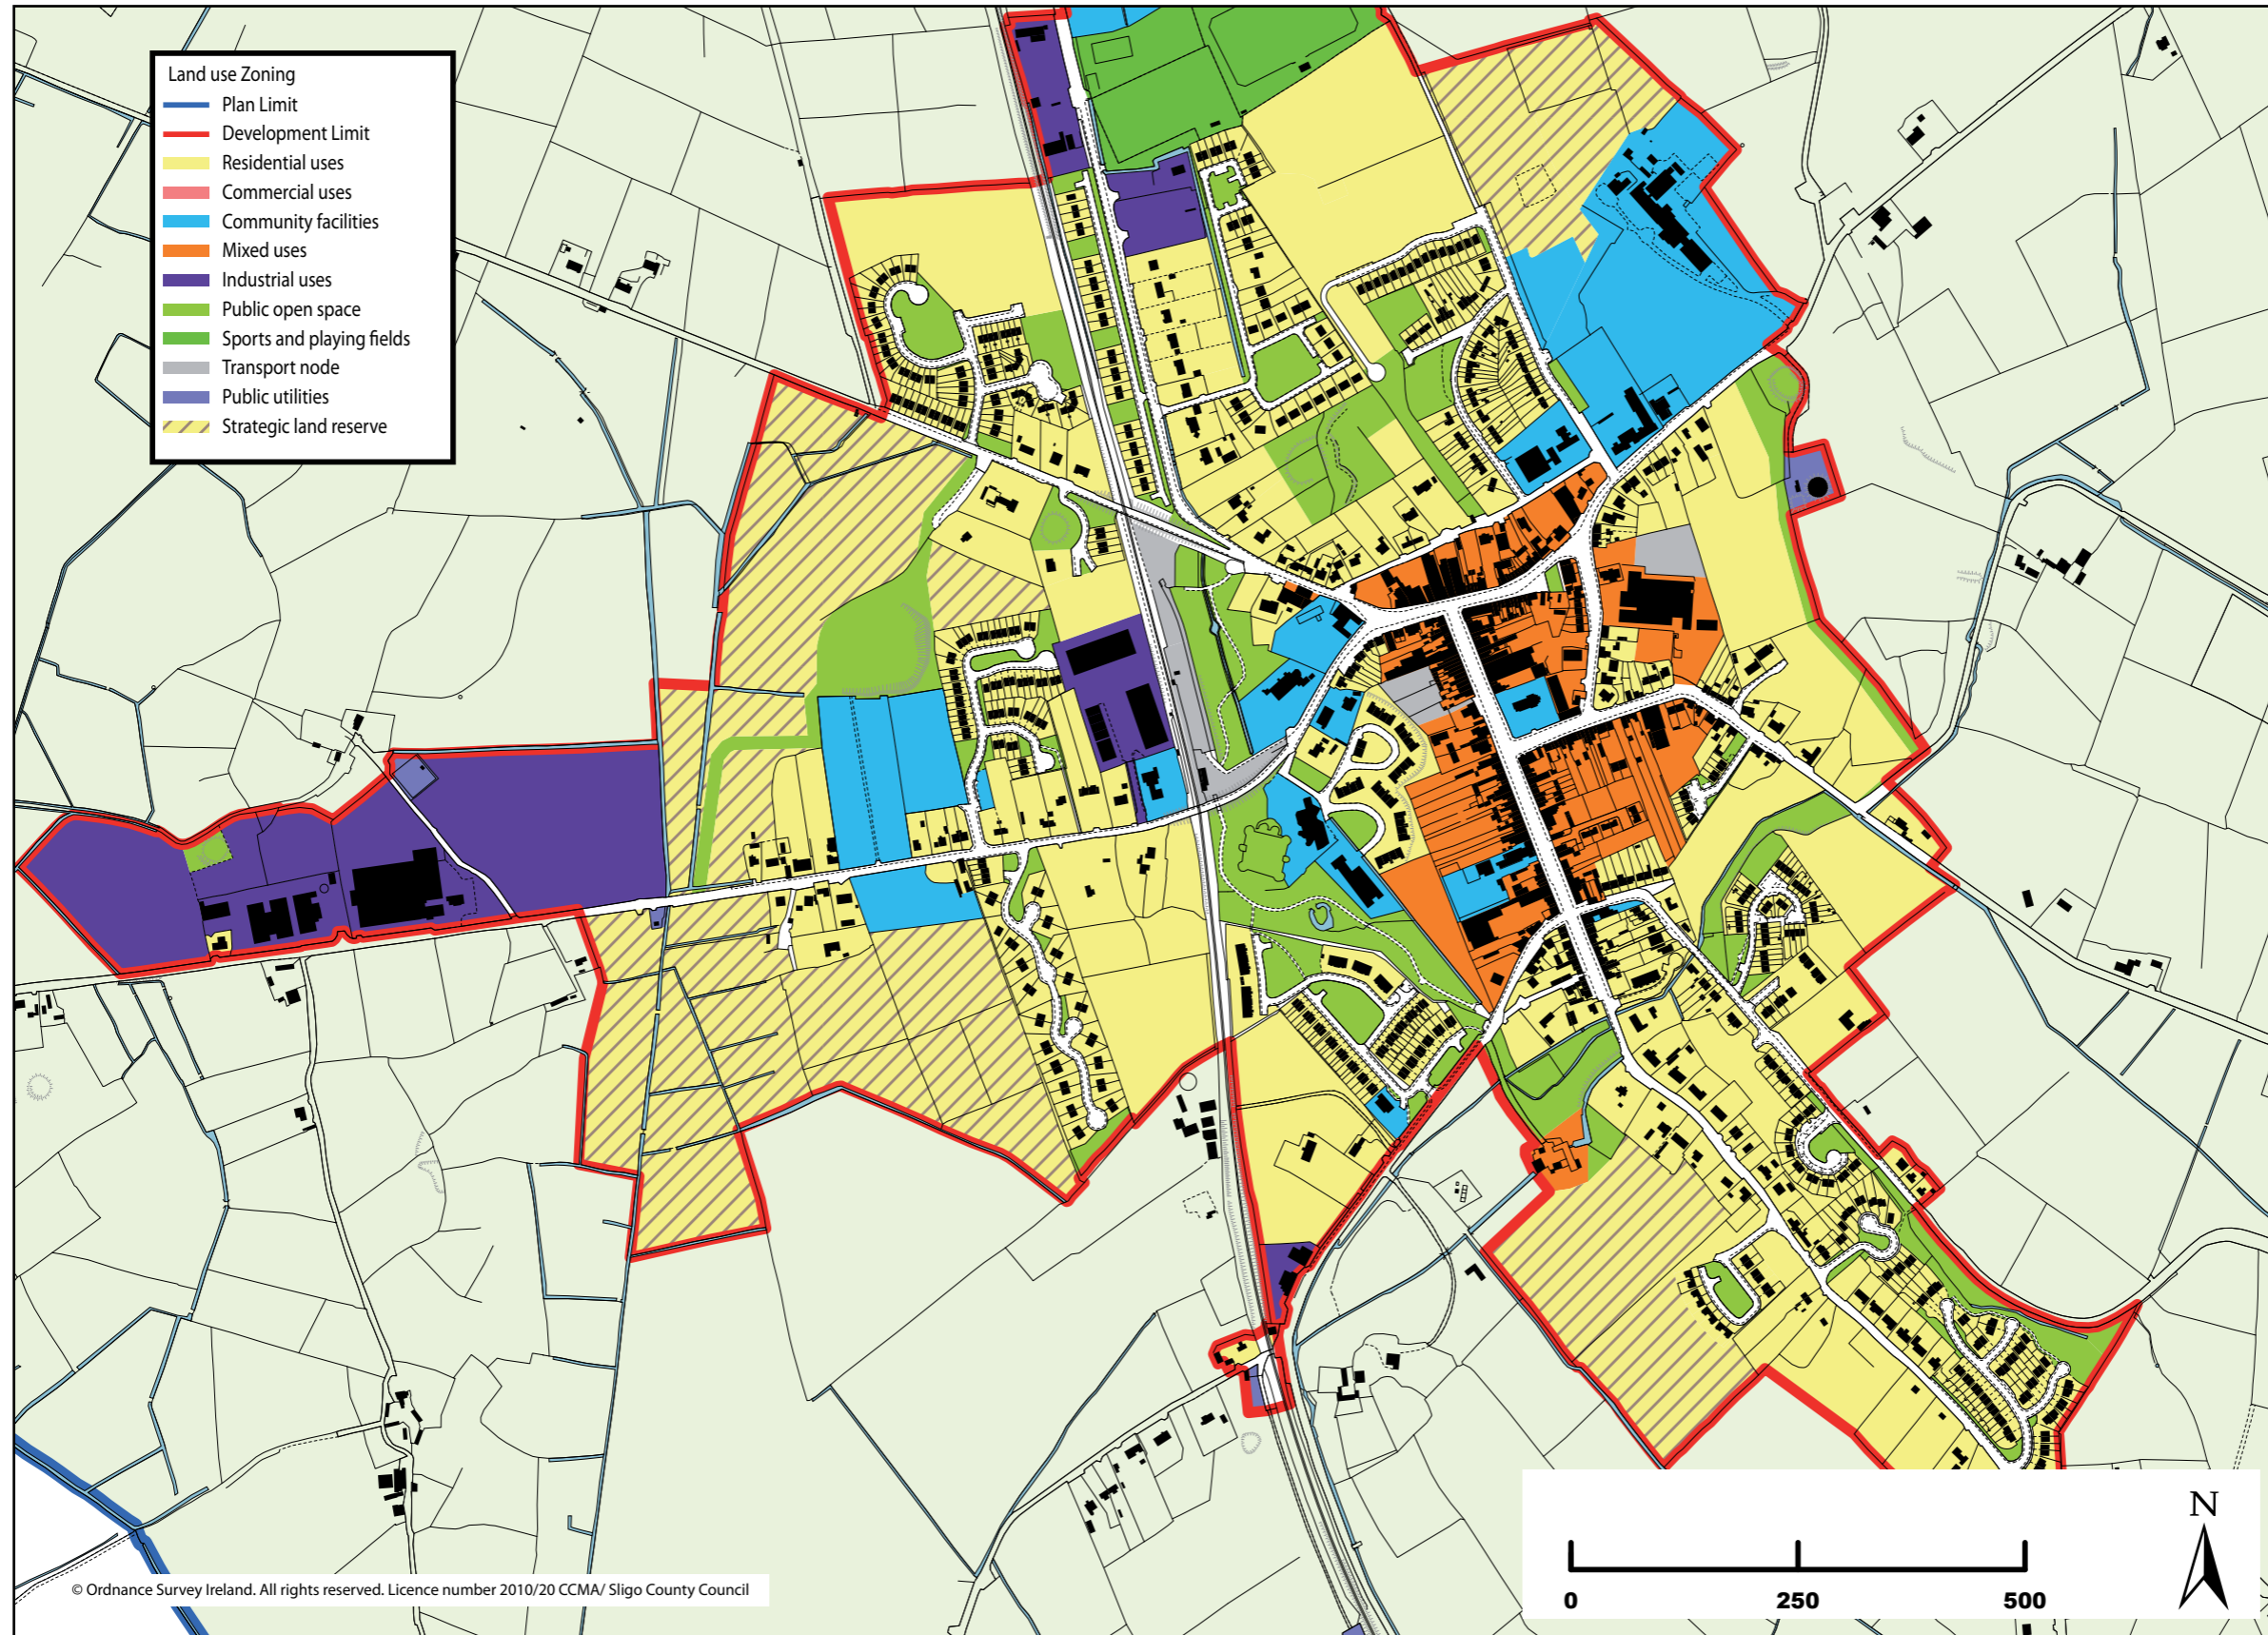 Land use Zoning
Plan Limit
Development Limit
Residential uses
Commercial uses
Community facilities
Mixed uses
Industrial uses
Public open space
Sports and playing fields
Transport node
Public utilities
Strategic land reserve
N
0 250 500
© Ordnance Survey Ireland. All rights reserved. Licence number 2010/20 CCMA/ Sligo County Council